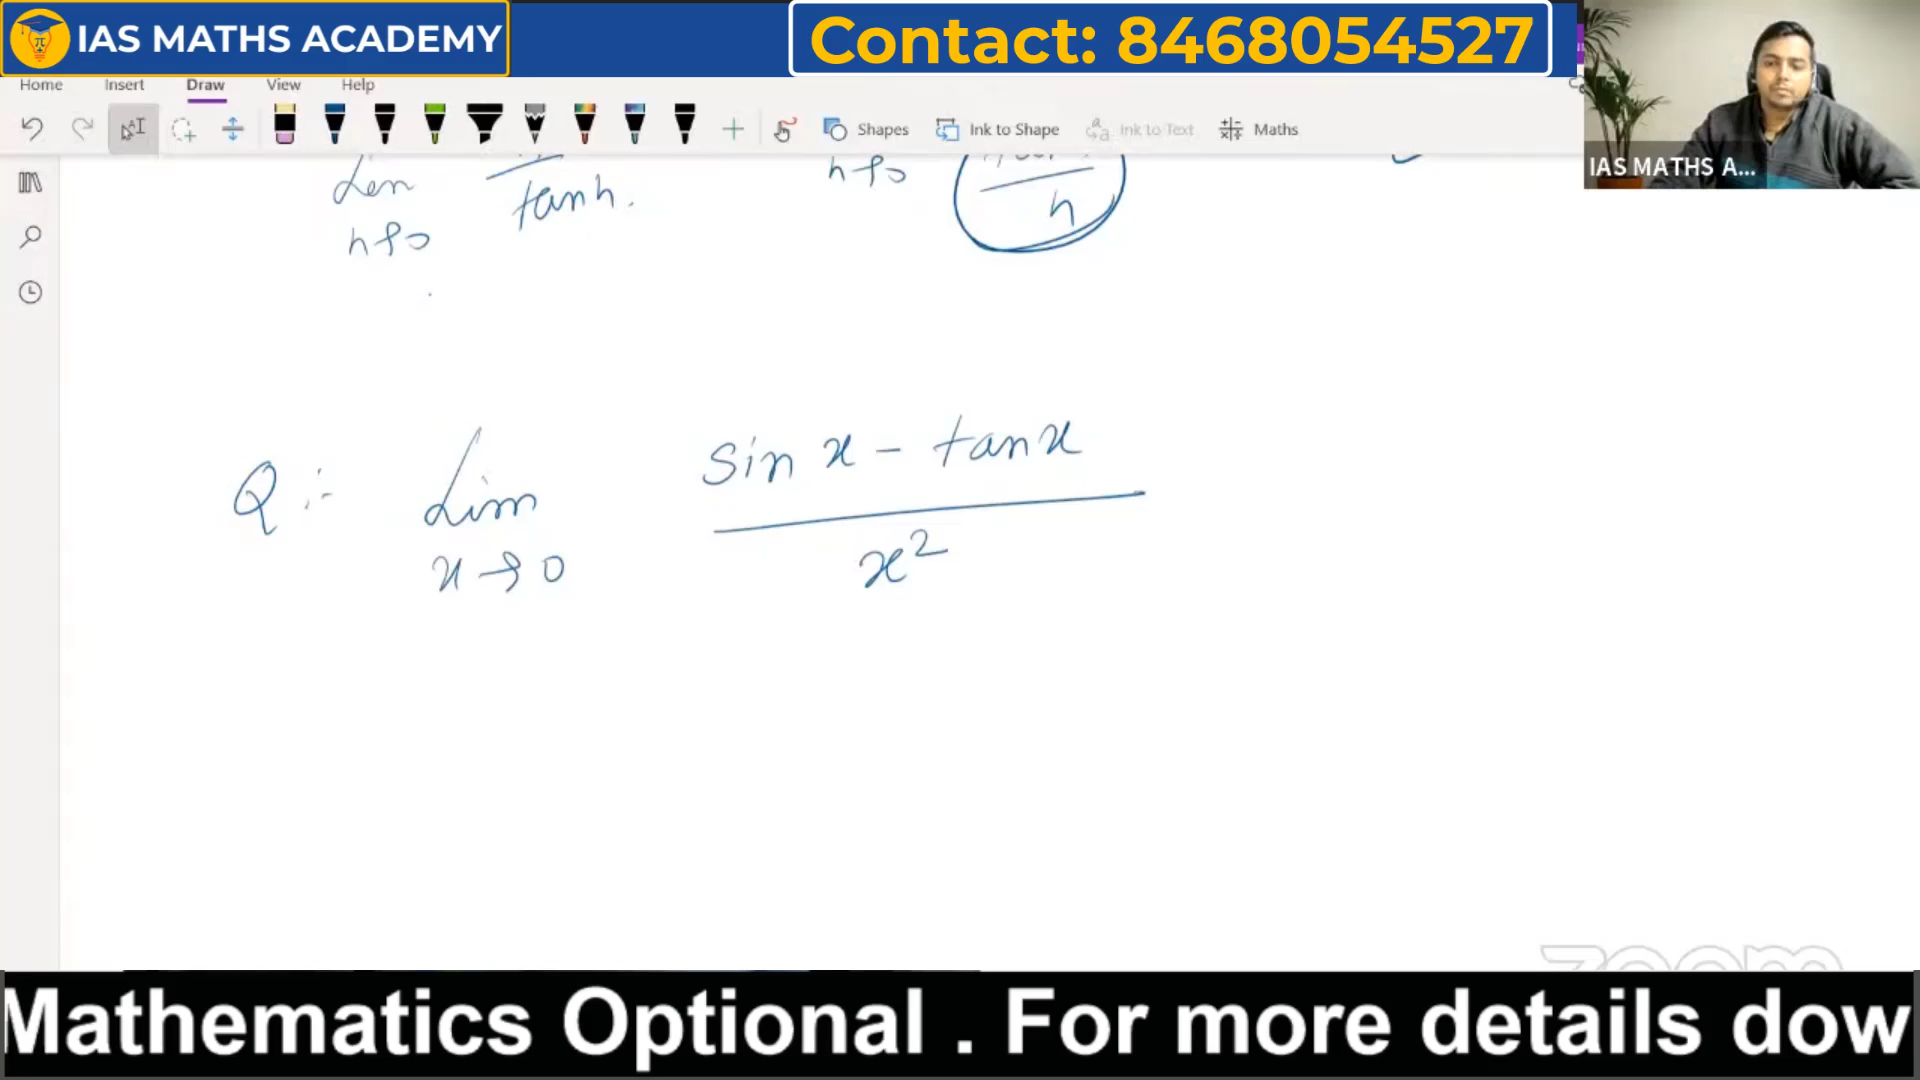 IAS MATHS ACADEMY
Contact: 8468054527
Home Insert Draw View Help
Shapes Ink to Shape Ink to Text Maths
IAS MATHS A...
h→0
h
tanh.
h→0
Q :- Lim sin x - tan x
x→0 x²
zoom
Mathematics Optional . For more details dow